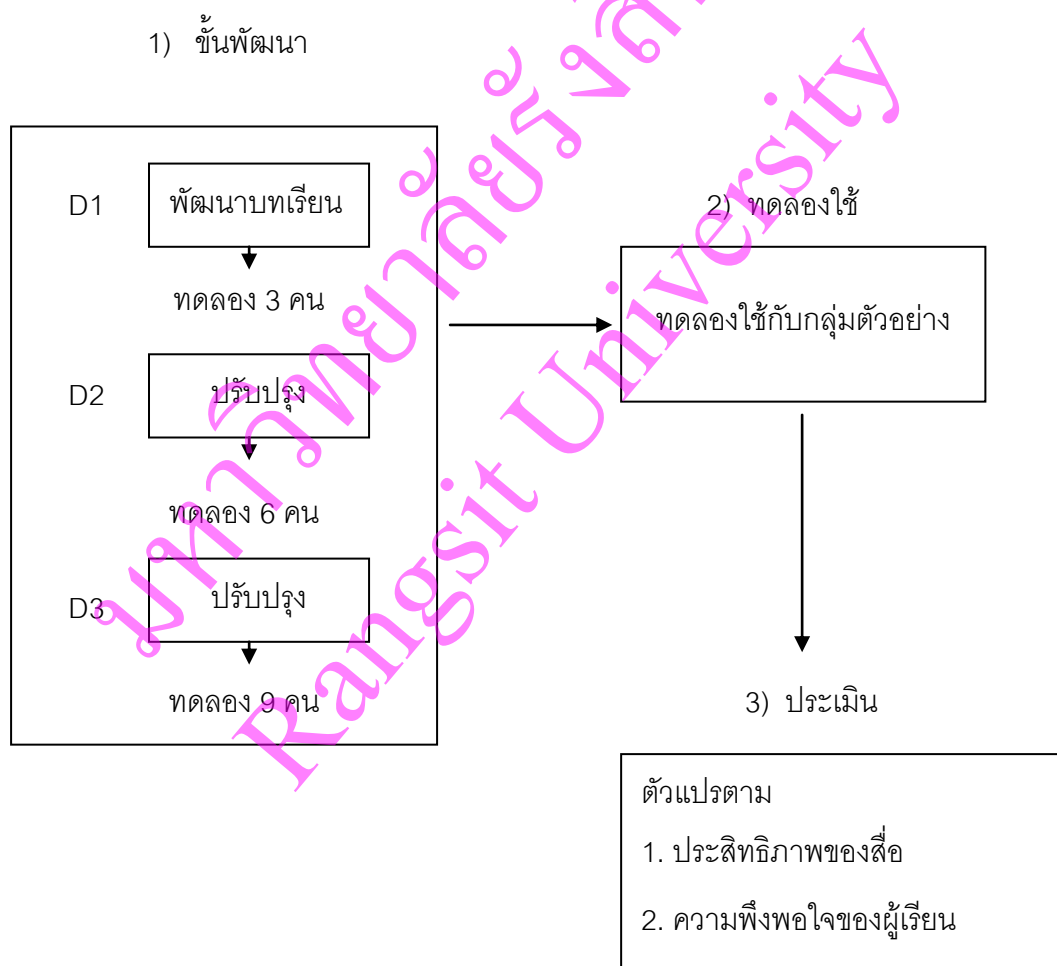 1) ขั้นพัฒนา
D1 พัฒนาบทเรียน
ทดลอง 3 คน
D2 ปรับปรุง
ทดลอง 6 คน
D3 ปรับปรุง
ทดลอง 9 คน
2) ทดลองใช้
ทดลองใช้กับกลุ่มตัวอย่าง
3) ประเมิน
ตัวแปรตาม
1. ประสิทธิภาพของสื่อ
2. ความพึงพอใจของผู้เรียน
มหาวิทยาลัยรังสิต
Rangsit University